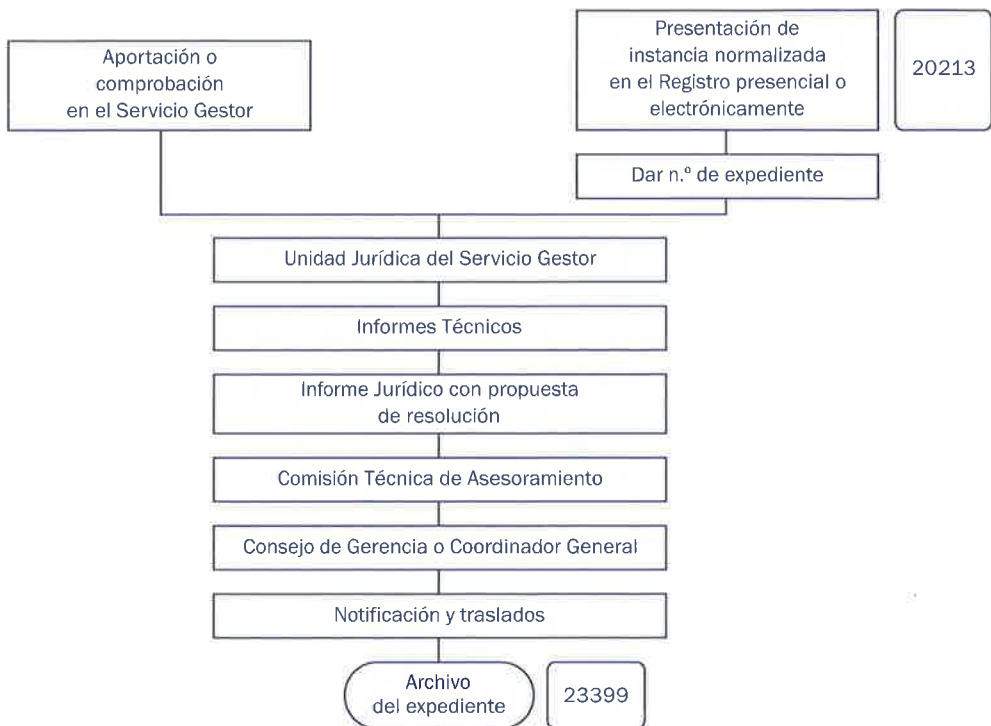 Aportación o
comprobación
en el Servicio Gestor
Presentación de
instancia normalizada
en el Registro presencial o
electrónicamente
20213
Dar n.º de expediente
Unidad Jurídica del Servicio Gestor
Informes Técnicos
Informe Jurídico con propuesta
de resolución
Comisión Técnica de Asesoramiento
Consejo de Gerencia o Coordinador General
Notificación y traslados
Archivo
del expediente
23399